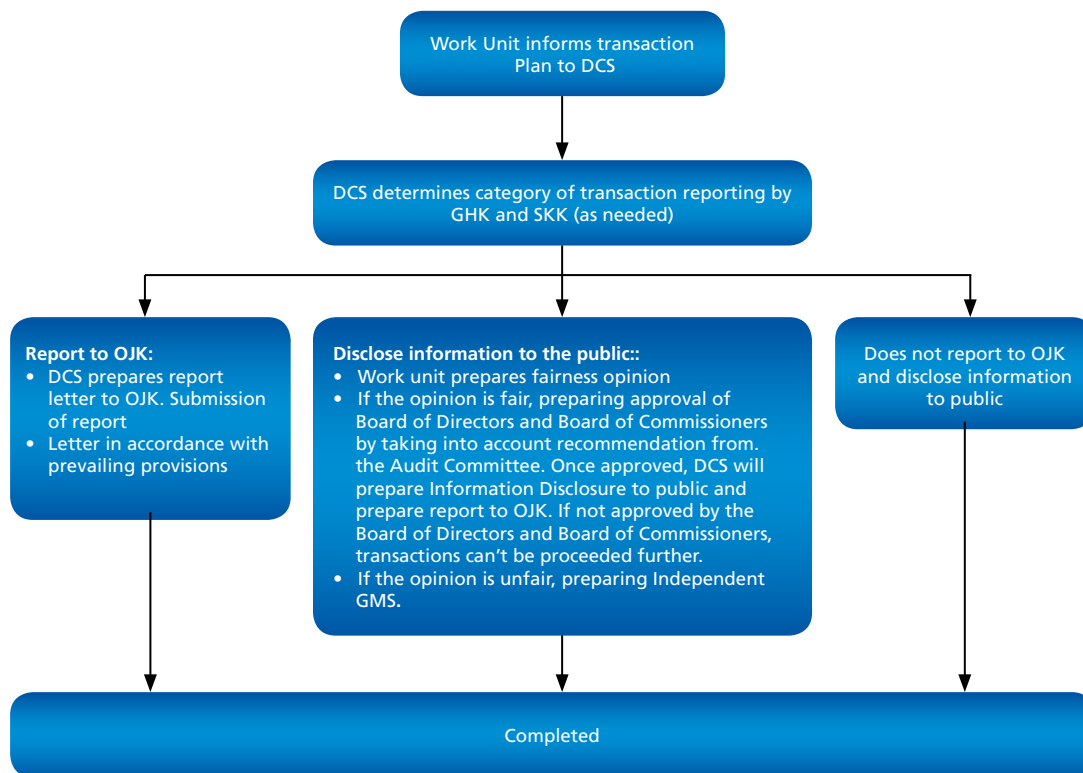 Work Unit informs transaction
Plan to DCS
DCS determines category of transaction reporting by
GHK and SKK (as needed)
Report to OJK:
• DCS prepares report
letter to OJK. Submission
of report
• Letter in accordance with
prevailing provisions
Disclose information to the public::
• Work unit prepares fairness opinion
• If the opinion is fair, preparing approval of
Board of Directors and Board of Commissioners
by taking into account recommendation from.
the Audit Committee. Once approved, DCS will
prepare Information Disclosure to public and
prepare report to OJK. If not approved by the
Board of Directors and Board of Commissioners,
transactions can’t be proceeded further.
• If the opinion is unfair, preparing Independent
GMS.
Does not report to OJK
and disclose information
to public
Completed